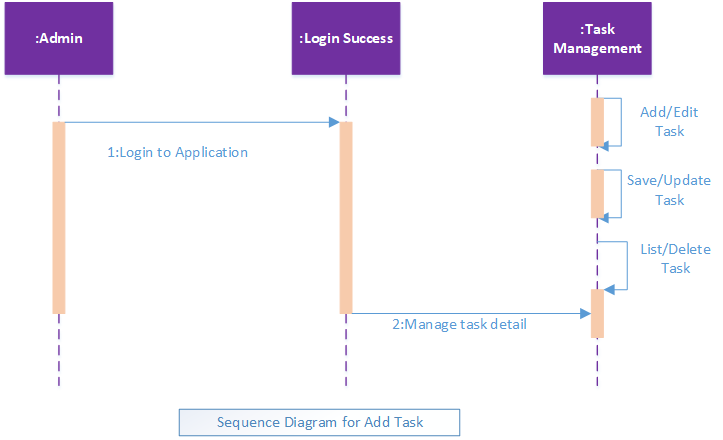 :Admin
:Login Success
:Task
Management
Add/Edit
Task
1:Login to Application
Save/Update
Task
List/Delete
Task
2:Manage task detail
Sequence Diagram for Add Task